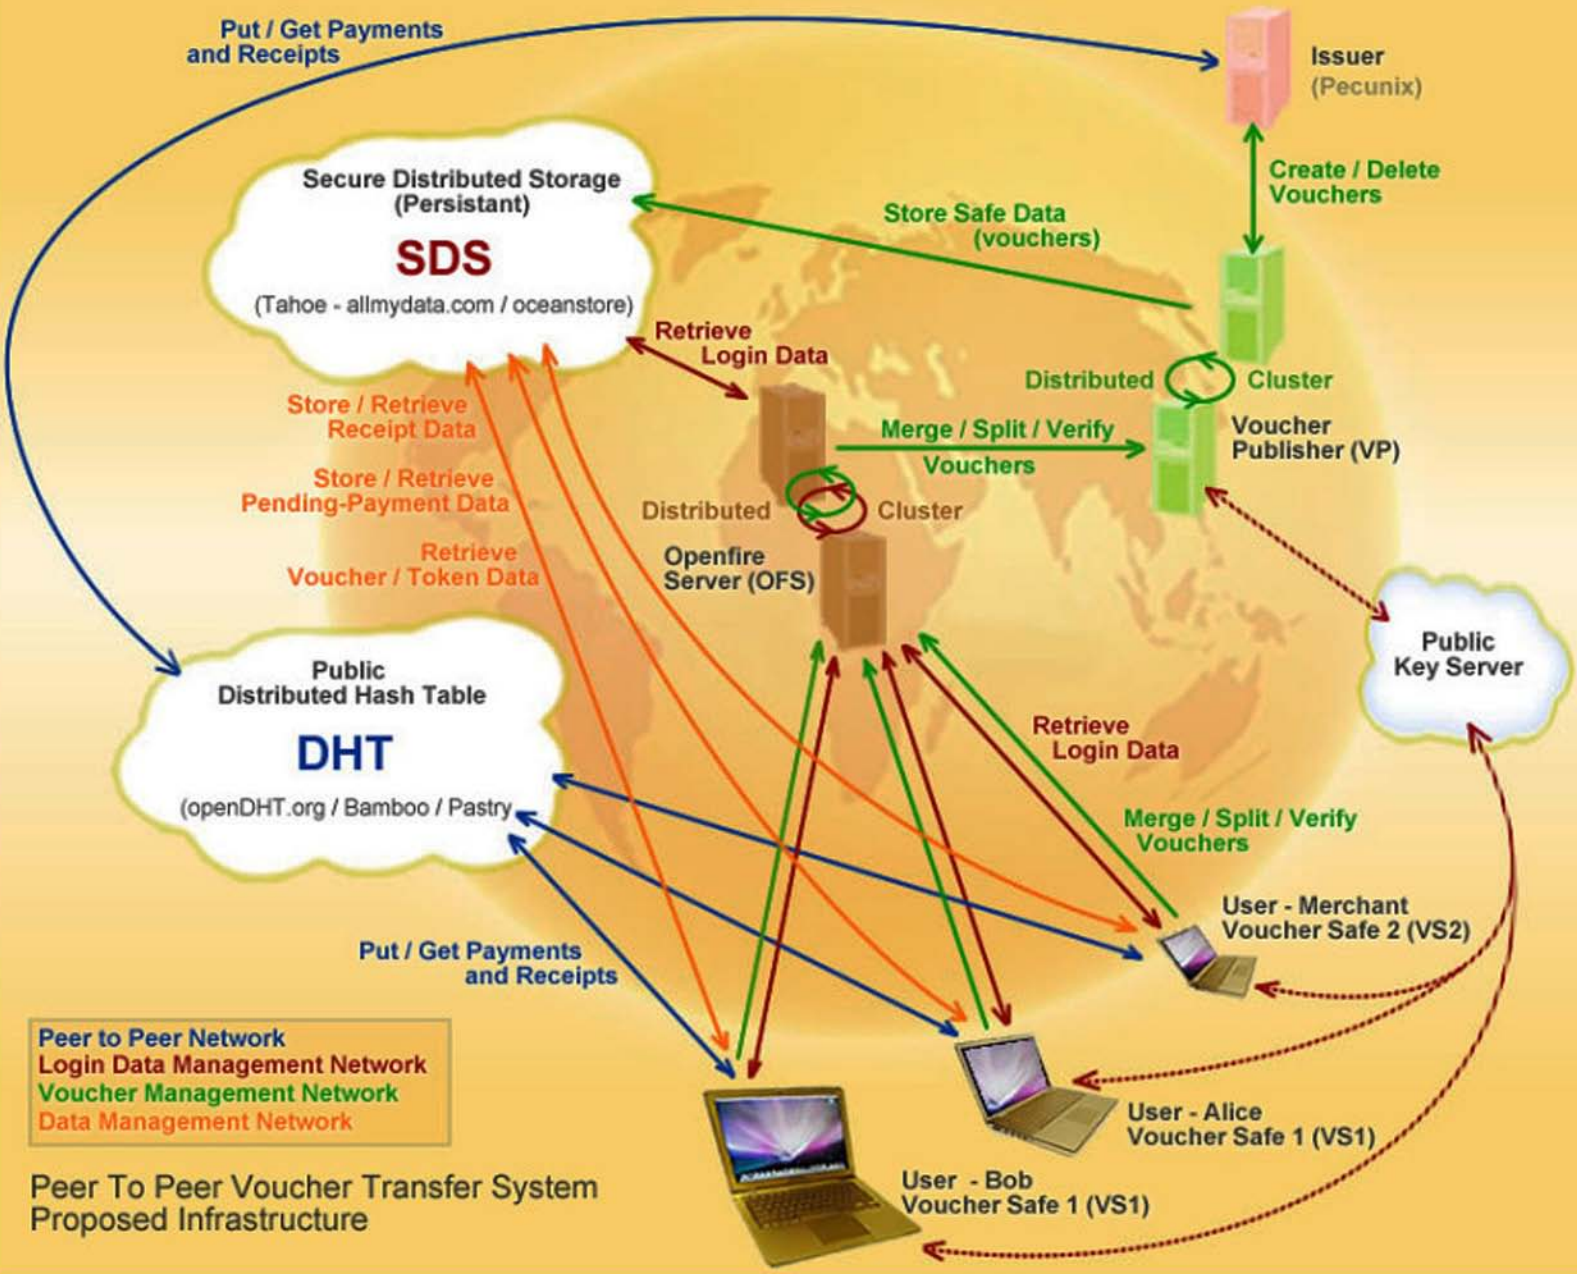 Put / Get Payments
and Receipts
Issuer
(Pecunix)
Create / Delete
Vouchers
Secure Distributed Storage
(Persistant)
SDS
(Tahoe - allmydata.com / oceanstore)
Store Safe Data
(vouchers)
Retrieve
Login Data
Distributed Cluster
Voucher
Publisher (VP)
Merge / Split / Verify
Vouchers
Store / Retrieve
Receipt Data
Store / Retrieve
Pending-Payment Data
Retrieve
Voucher / Token Data
Distributed Cluster
Openfire
Server (OFS)
Public
Key Server
Public
Distributed Hash Table
DHT
(openDHT.org / Bamboo / Pastry
Retrieve
Login Data
Merge / Split / Verify
Vouchers
User - Merchant
Voucher Safe 2 (VS2)
Put / Get Payments
and Receipts
Peer to Peer Network
Login Data Management Network
Voucher Management Network
Data Management Network
User - Alice
Voucher Safe 1 (VS1)
User - Bob
Voucher Safe 1 (VS1)
Peer To Peer Voucher Transfer System
Proposed Infrastructure